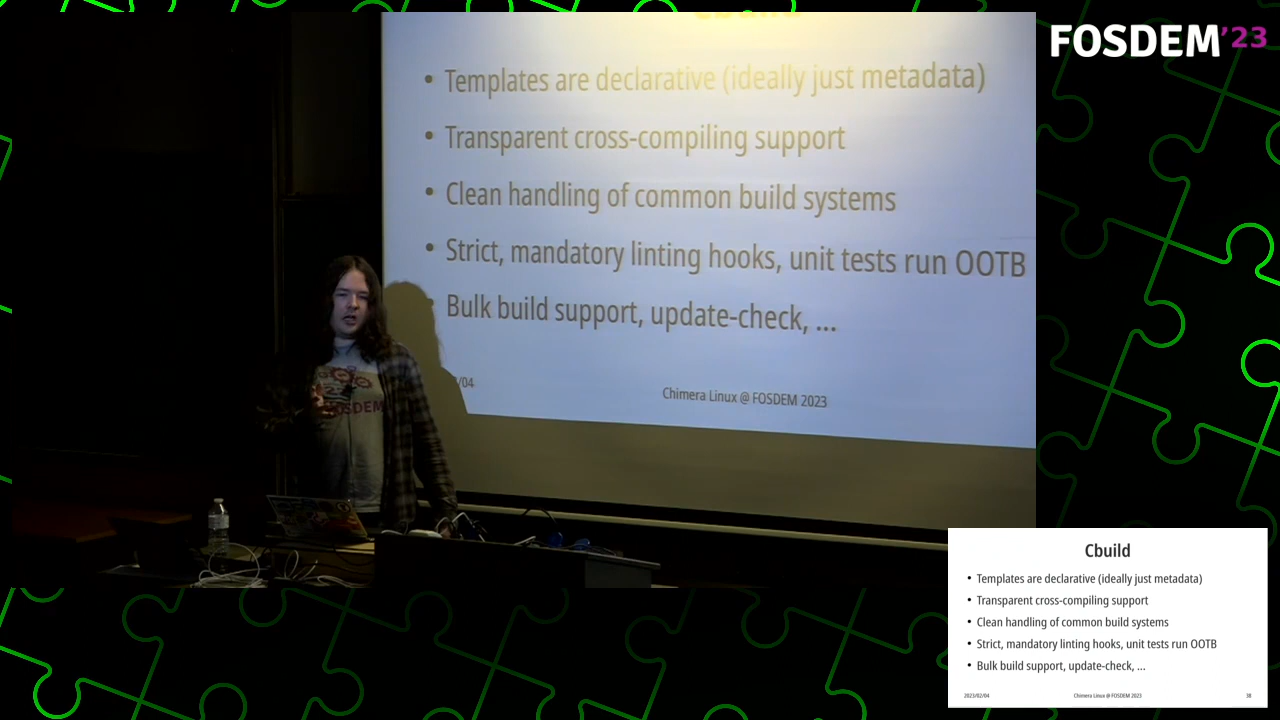 FOSDEM'23
Templates are declarative (ideally just metadata)
Transparent cross-compiling support
Clean handling of common build systems
Strict, mandatory linting hooks, unit tests run OOTB
Bulk build support, update-check, ...
/04
Chimera Linux @ FOSDEM 2023
FOSDEM
Cbuild
• Templates are declarative (ideally just metadata)
• Transparent cross-compiling support
• Clean handling of common build systems
• Strict, mandatory linting hooks, unit tests run OOTB
• Bulk build support, update-check, ...
2023/02/04
Chimera Linux @ FOSDEM 2023
38